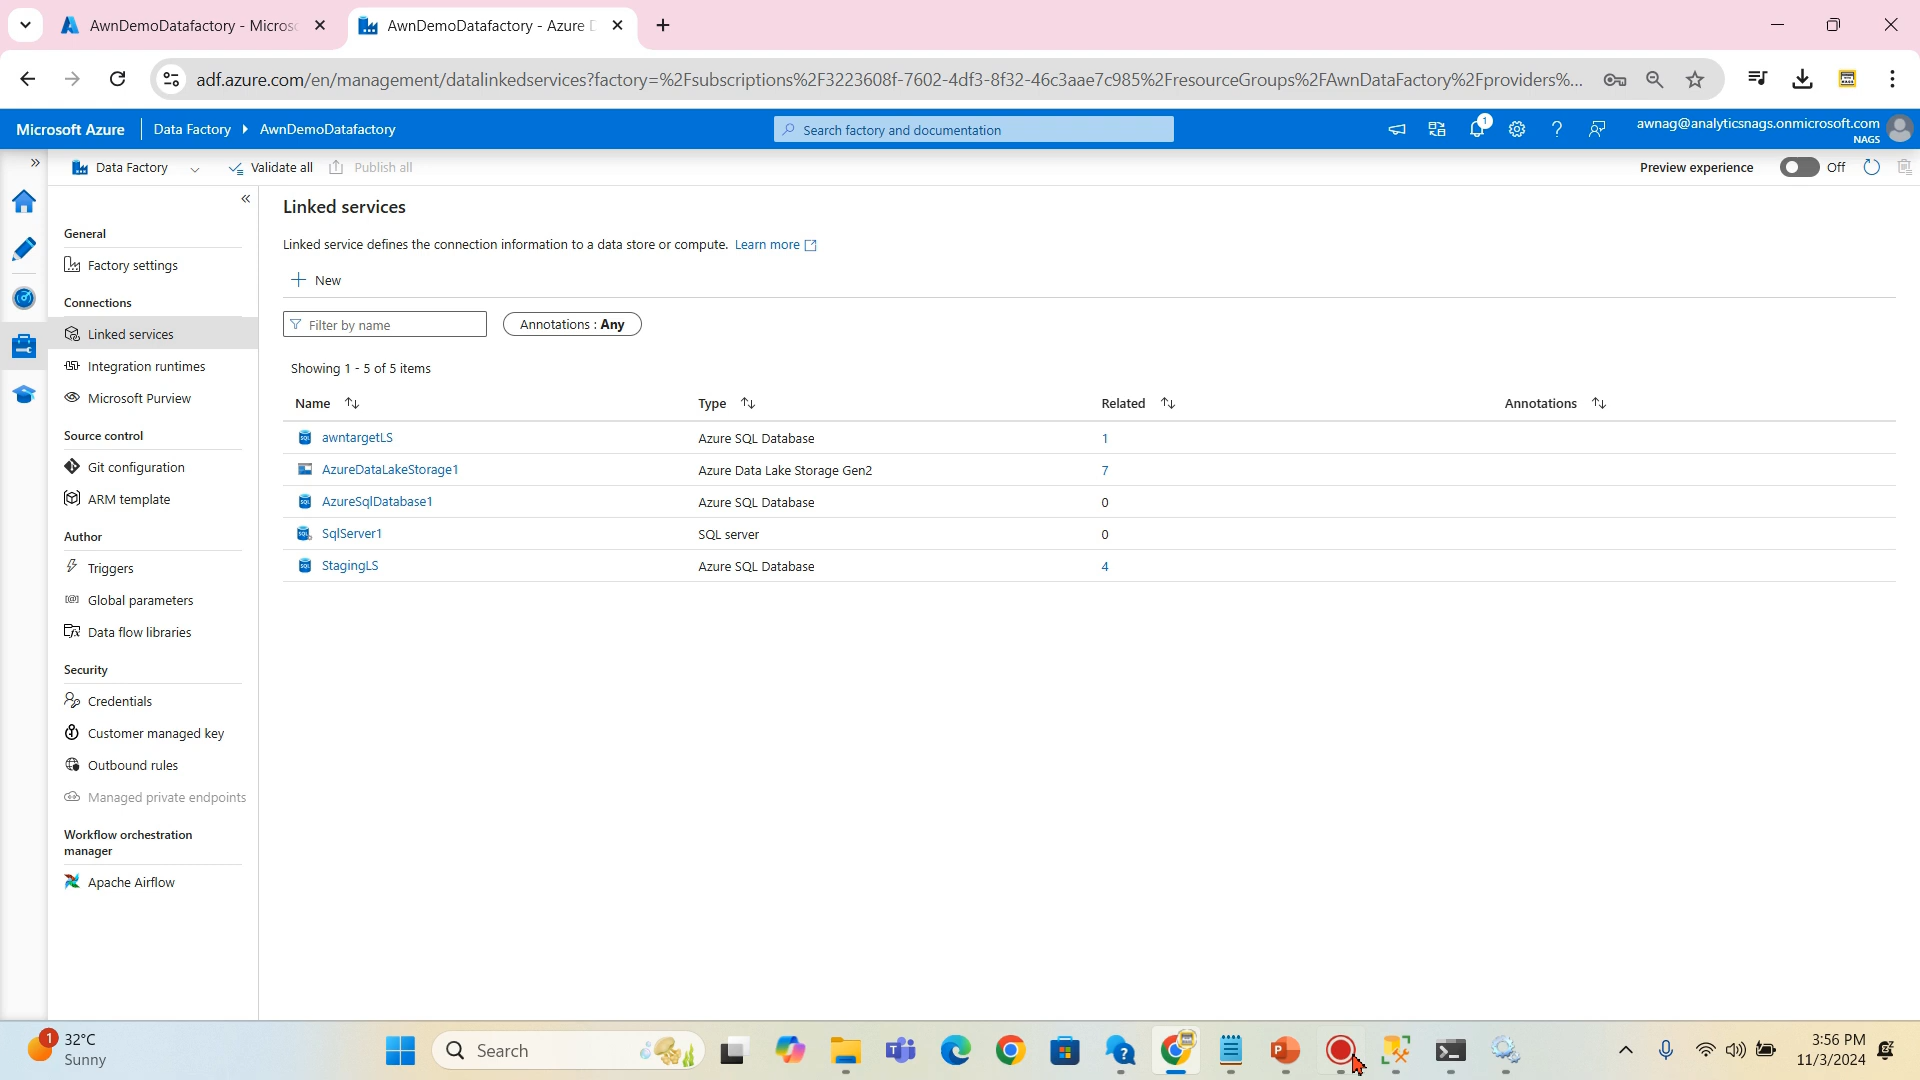 AwnDemoDatafactory - Micros
AwnDemoDatafactory - Azure D
adf.azure.com/en/management/datalinkedservices?factory=%2Fsubscriptions%2F3223608f-7602-4df3-8f32-46c3aae7c985%2FresourceGroups%2FAwnDataFactory%2Fproviders%...
Microsoft Azure
Data Factory
AwnDemoDatafactory
Search factory and documentation
1
awnag@analyticsnags.onmicrosoft.com
NAGS
Data Factory
Validate all
Publish all
Preview experience
Off
General
Factory settings
Connections
Linked services
Integration runtimes
Microsoft Purview
Source control
Git configuration
ARM template
Author
Triggers
Global parameters
Data flow libraries
Security
Credentials
Customer managed key
Outbound rules
Managed private endpoints
Workflow orchestration
manager
Apache Airflow
Linked services
Linked service defines the connection information to a data store or compute. Learn more
New
Filter by name
Annotations : Any
Showing 1 - 5 of 5 items
Name Type Related Annotations
awntargetLS Azure SQL Database 1
AzureDataLakeStorage1 Azure Data Lake Storage Gen2 7
AzureSqlDatabase1 Azure SQL Database 0
SqlServer1 SQL server 0
StagingLS Azure SQL Database 4
1
32°C
Sunny
Search
3:56 PM
11/3/2024